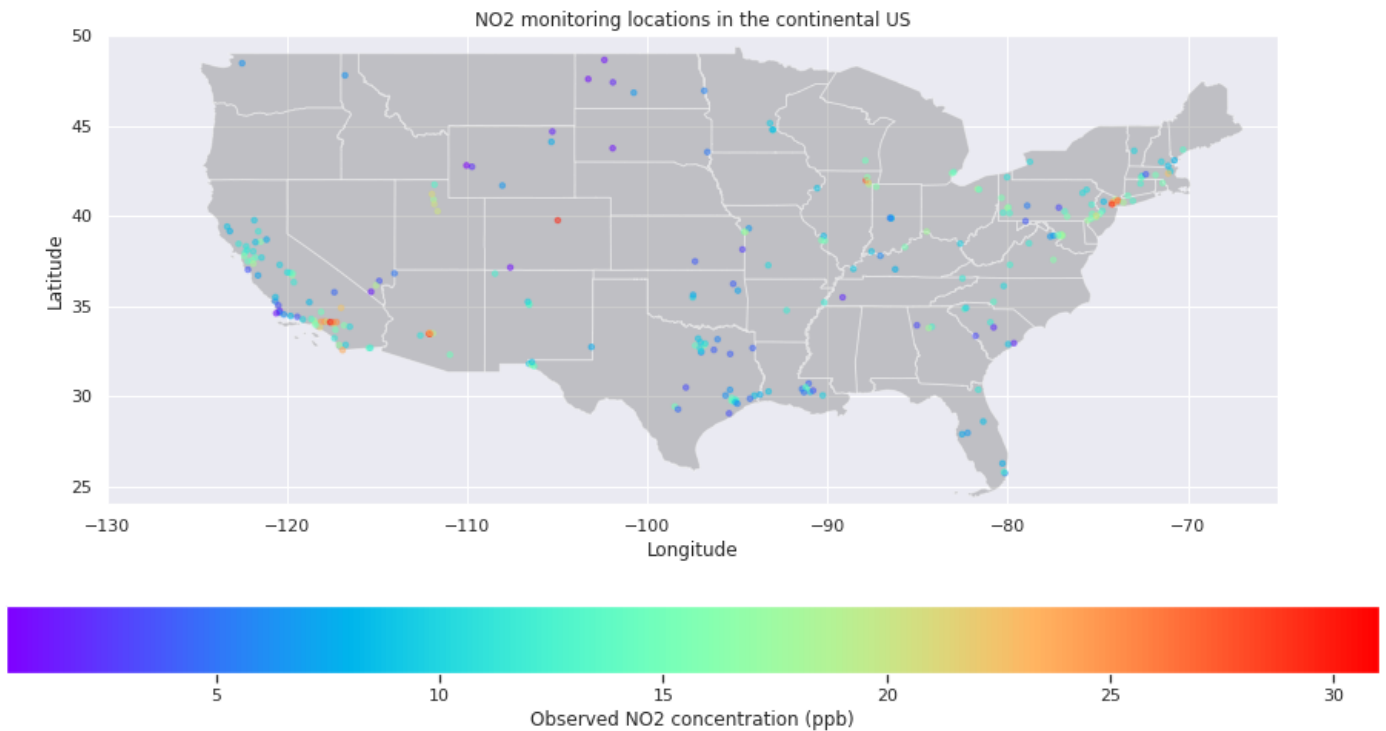 NO2 monitoring locations in the continental US
50
45
40
35
30
25
Latitude
−130 −120 −110 −100 −90 −80 −70
Longitude
5 10 15 20 25 30
Observed NO2 concentration (ppb)